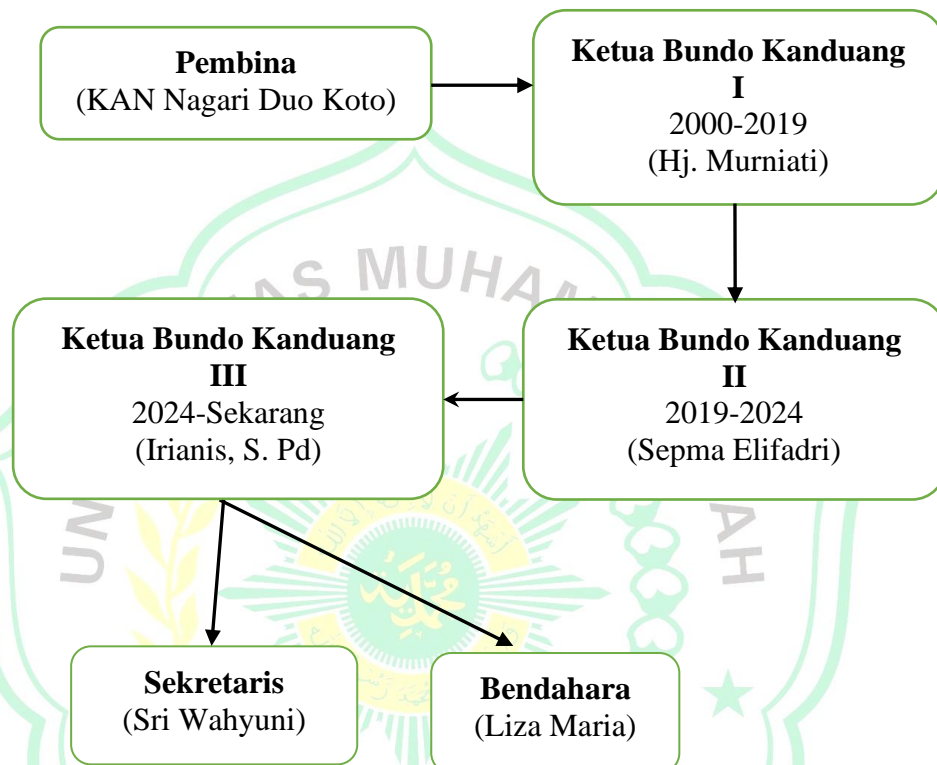 Pembina
(KAN Nagari Duo Koto)
Ketua Bundo Kanduang
I
2000-2019
(Hj. Murniati)
Ketua Bundo Kanduang
II
2019-2024
(Sepma Elifadri)
Ketua Bundo Kanduang
III
2024-Sekarang
(Irianis, S. Pd)
Sekretaris
(Sri Wahyuni)
Bendahara
(Liza Maria)